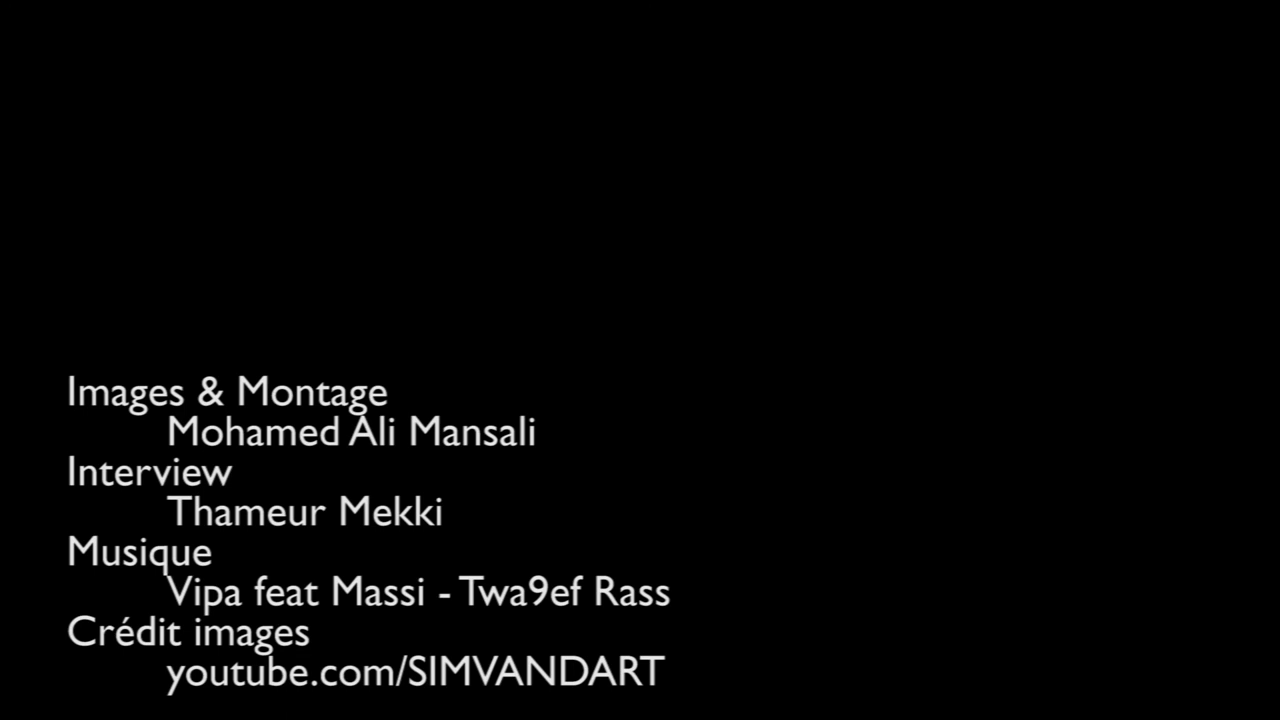 Images & Montage
Mohamed Ali Mansali
Interview
Thameur Mekki
Musique
Vipa feat Massi - Twa9ef Rass
Crédit images
youtube.com/SIMVANDART